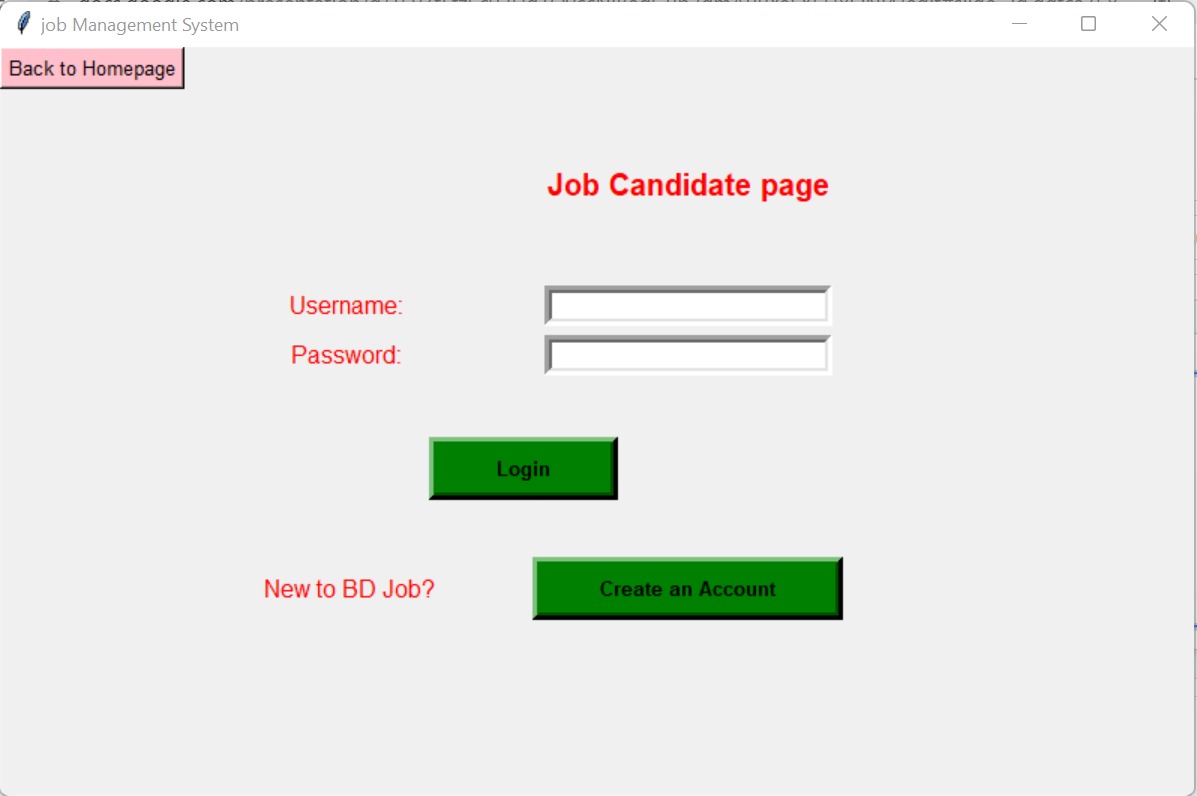 job Management System
Back to Homepage
Job Candidate page
Username:
Password:
Login
New to BD Job?
Create an Account